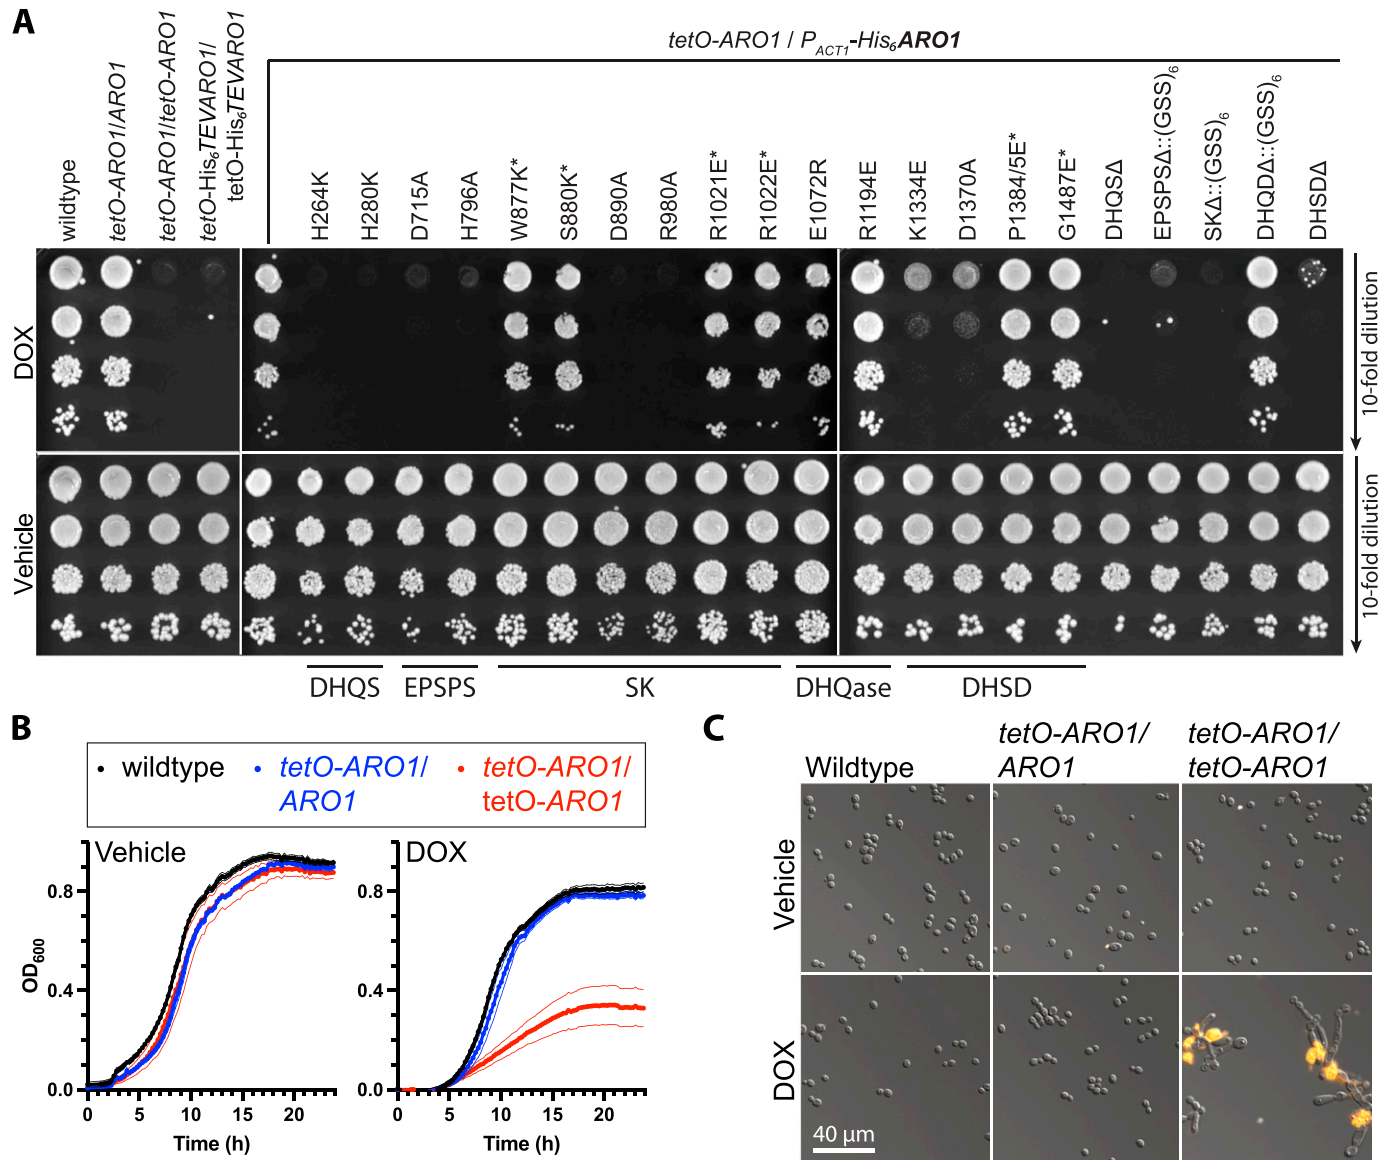 A
tetO-ARO1 / P_ACT1-His₆ARO1
wildtype
tetO-ARO1/ARO1
tetO-ARO1/tetO-ARO1
tetO-His₆TEVARO1/
tetO-His₆TEVARO1
H264K
H280K
D715A
H796A
W877K*
S880K*
D890A
R980A
R1021E*
R1022E*
E1072R
R1194E
K1334E
D1370A
P1384/5E*
G1487E*
DHQSΔ
EPSPSΔ::(GSS)₆
SKΔ::(GSS)₆
DHQDΔ::(GSS)₆
DHSDΔ
DOX
10-fold dilution
Vehicle
10-fold dilution
DHQS
EPSPS
SK
DHQase
DHSD
B
wildtype
tetO-ARO1/
ARO1
tetO-ARO1/
tetO-ARO1
Vehicle
DOX
OD₆₀₀
0.8
0.4
0.0
0.8
0.4
0.0
0 5 10 15 20
0 5 10 15 20
Time (h)
Time (h)
C
Wildtype
tetO-ARO1/
ARO1
tetO-ARO1/
tetO-ARO1
Vehicle
DOX
40 µm